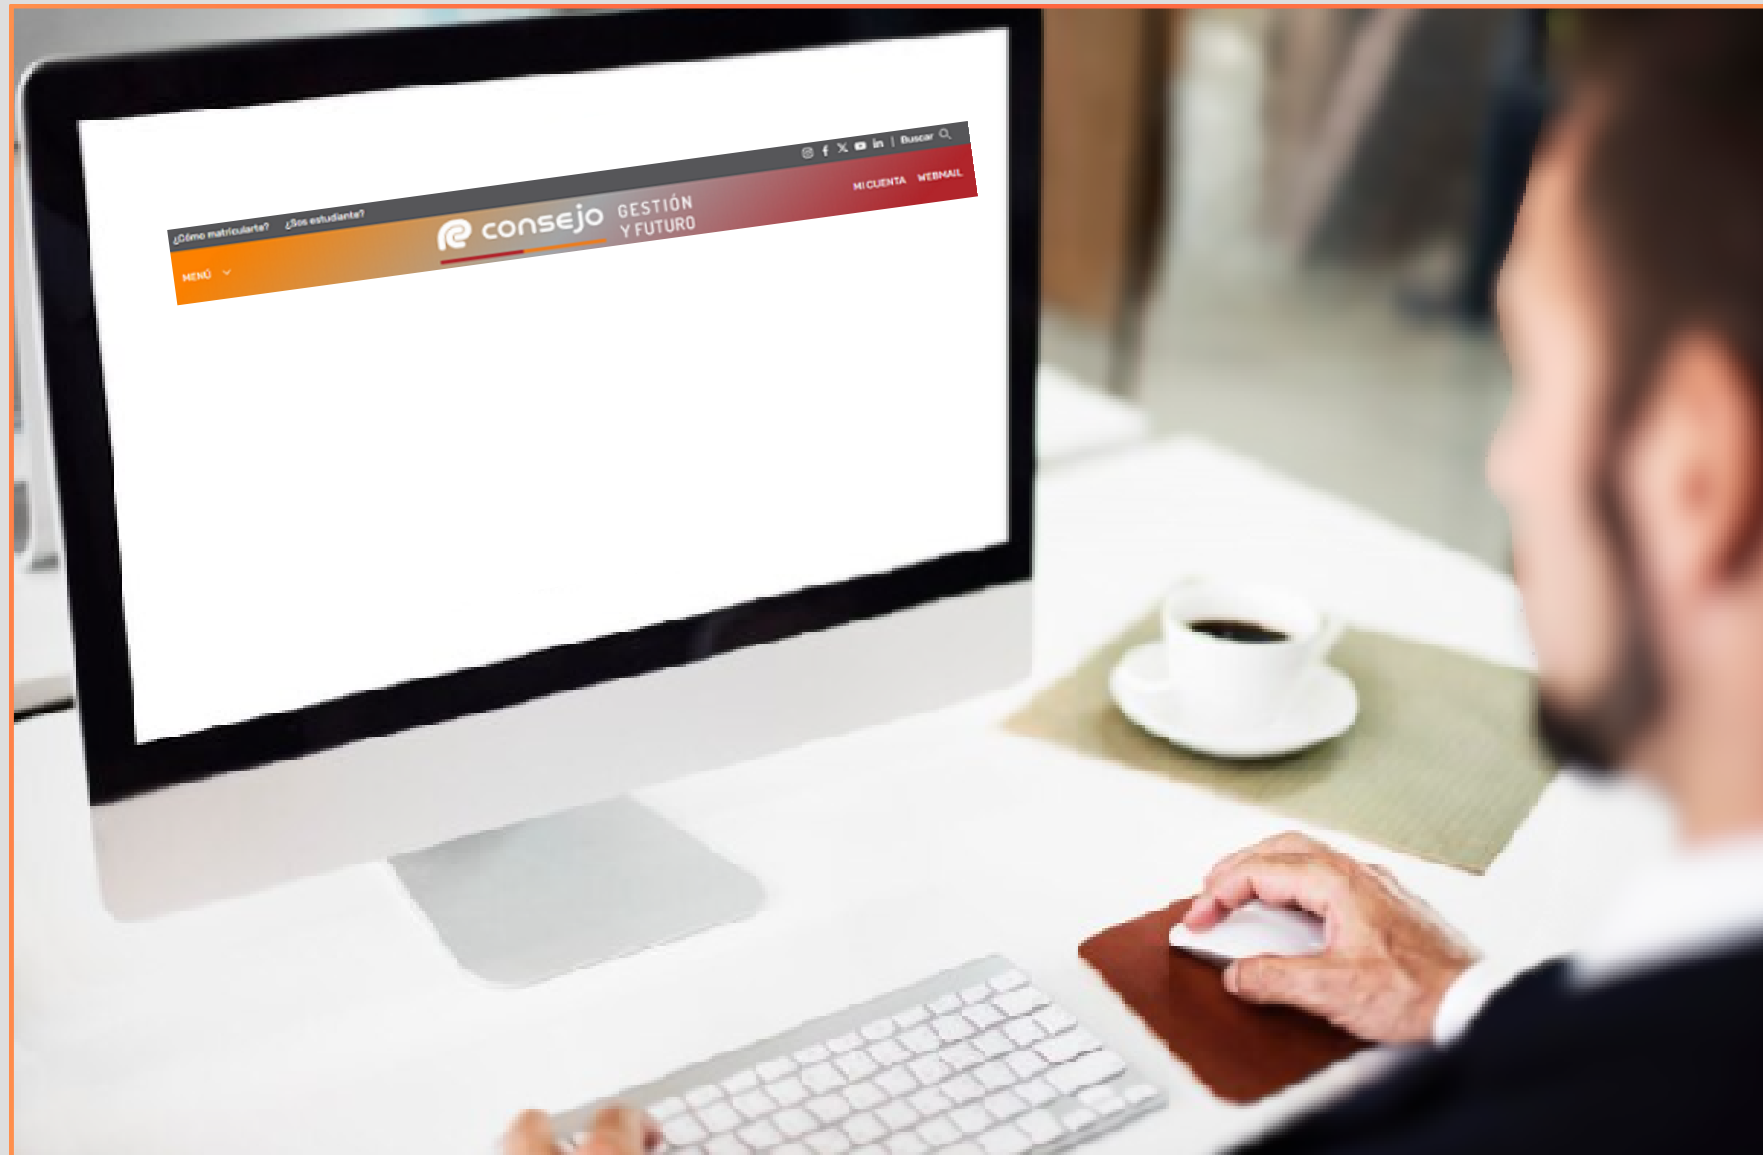 ¿Cómo matricularte? ¿Sos estudiante? | Buscar
MENÚ consejo GESTIÓN Y FUTURO MI CUENTA WEBMAIL